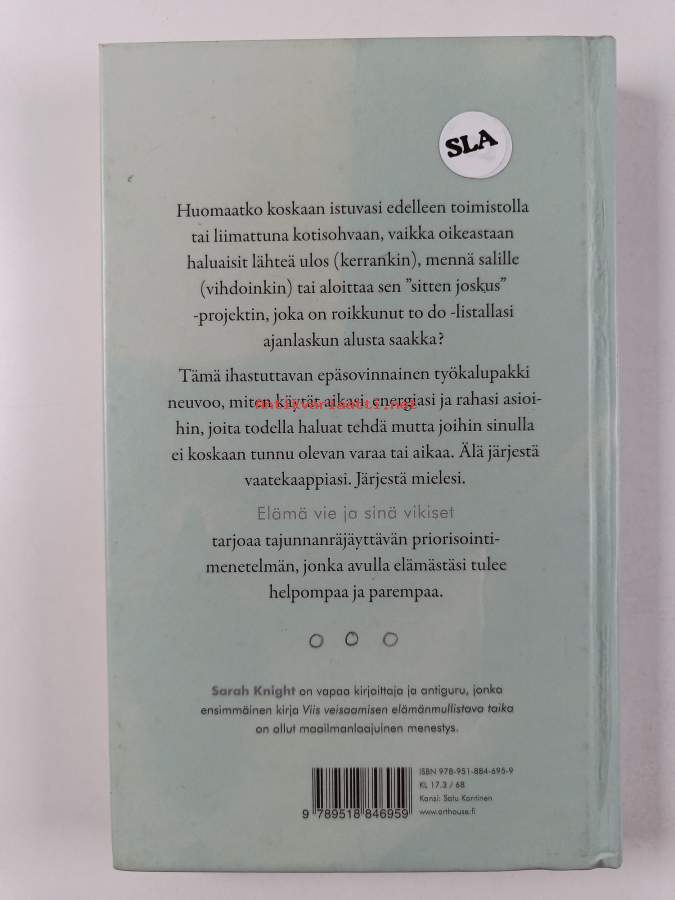 SLA
Huomaatko koskaan istuvasi edelleen toimistolla
tai liimattuna kotisohvaan, vaikka oikeastaan
haluaisit lähteä ulos (kerrankin), mennä salille
(vihdoinkin) tai aloittaa sen ”sitten joskus”
-projektin, joka on roikkunut to do -listallasi
ajanlaskun alusta saakka?
Tämä ihastuttavan epäsovinnainen työkalupakki
neuvoo, miten käytät aikasi, energiasi ja rahasi asioi-
antikvariaatti.net
hin, joita todella haluat tehdä mutta joihin sinulla
ei koskaan tunnu olevan varaa tai aikaa. Älä järjestä
vaatekaappiasi. Järjestä mielesi.
Elämä vie ja sinä vikiset
tarjoaa tajunnanräjäyttävän priorisointi-
menetelmän, jonka avulla elämästäsi tulee
helpompaa ja parempaa.
Sarah Knight on vapaa kirjoittaja ja antiguru, jonka
ensimmäinen kirja Viis veisaamisen elämänmullistava taika
on ollut maailmanlaajuinen menestys.
ISBN 978-951-884-695-9
KL 17.3 / 68
Kansi: Satu Kontinen
www.arthouse.fi
9 789518 846959